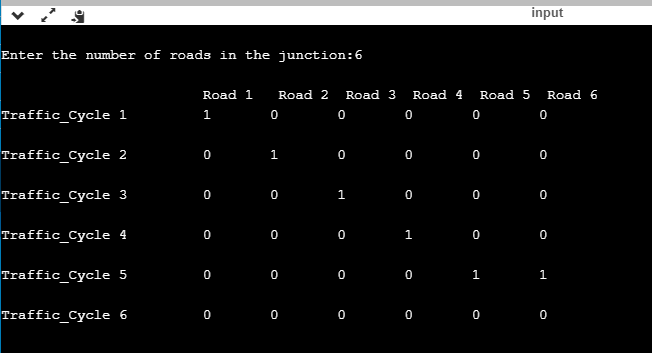 input
Enter the number of roads in the junction:6
Road 1 Road 2 Road 3 Road 4 Road 5 Road 6
Traffic_Cycle 1 1 0 0 0 0 0
Traffic_Cycle 2 0 1 0 0 0 0
Traffic_Cycle 3 0 0 1 0 0 0
Traffic_Cycle 4 0 0 0 1 0 0
Traffic_Cycle 5 0 0 0 0 1 1
Traffic_Cycle 6 0 0 0 0 0 0